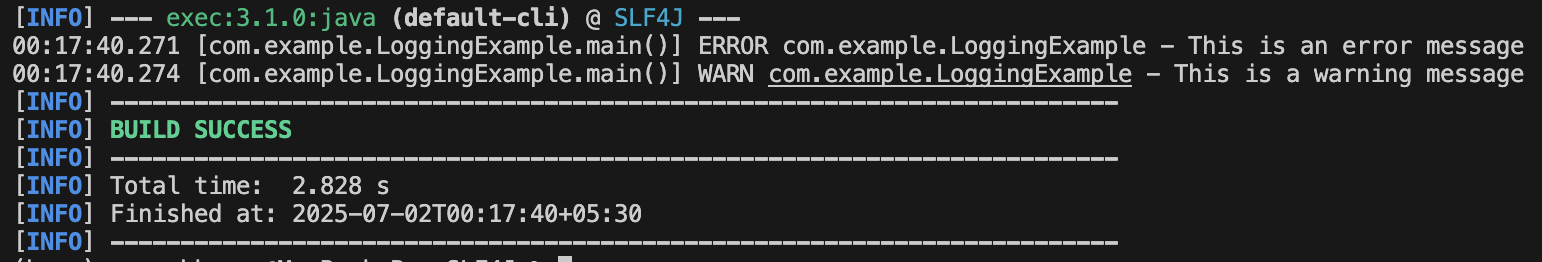 [INFO] --- exec:3.1.0:java (default-cli) @ SLF4J ---
00:17:40.271 [com.example.LoggingExample.main()] ERROR com.example.LoggingExample - This is an error message
00:17:40.274 [com.example.LoggingExample.main()] WARN com.example.LoggingExample - This is a warning message
[INFO] ------------------------------------------------------------------------
[INFO] BUILD SUCCESS
[INFO] ------------------------------------------------------------------------
[INFO] Total time:  2.828 s
[INFO] Finished at: 2025-07-02T00:17:40+05:30
[INFO] ------------------------------------------------------------------------